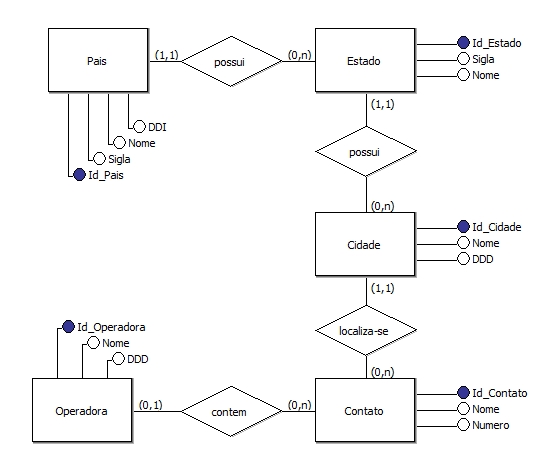 Pais
(1,1)
possui
(0,n)
Estado
Id_Estado
Sigla
Nome
DDI
Nome
Sigla
Id_Pais
(1,1)
possui
(0,n)
Cidade
Id_Cidade
Nome
DDD
(1,1)
localiza-se
(0,n)
Id_Operadora
Nome
DDD
Operadora
(0,1)
contem
(0,n)
Contato
Id_Contato
Nome
Numero